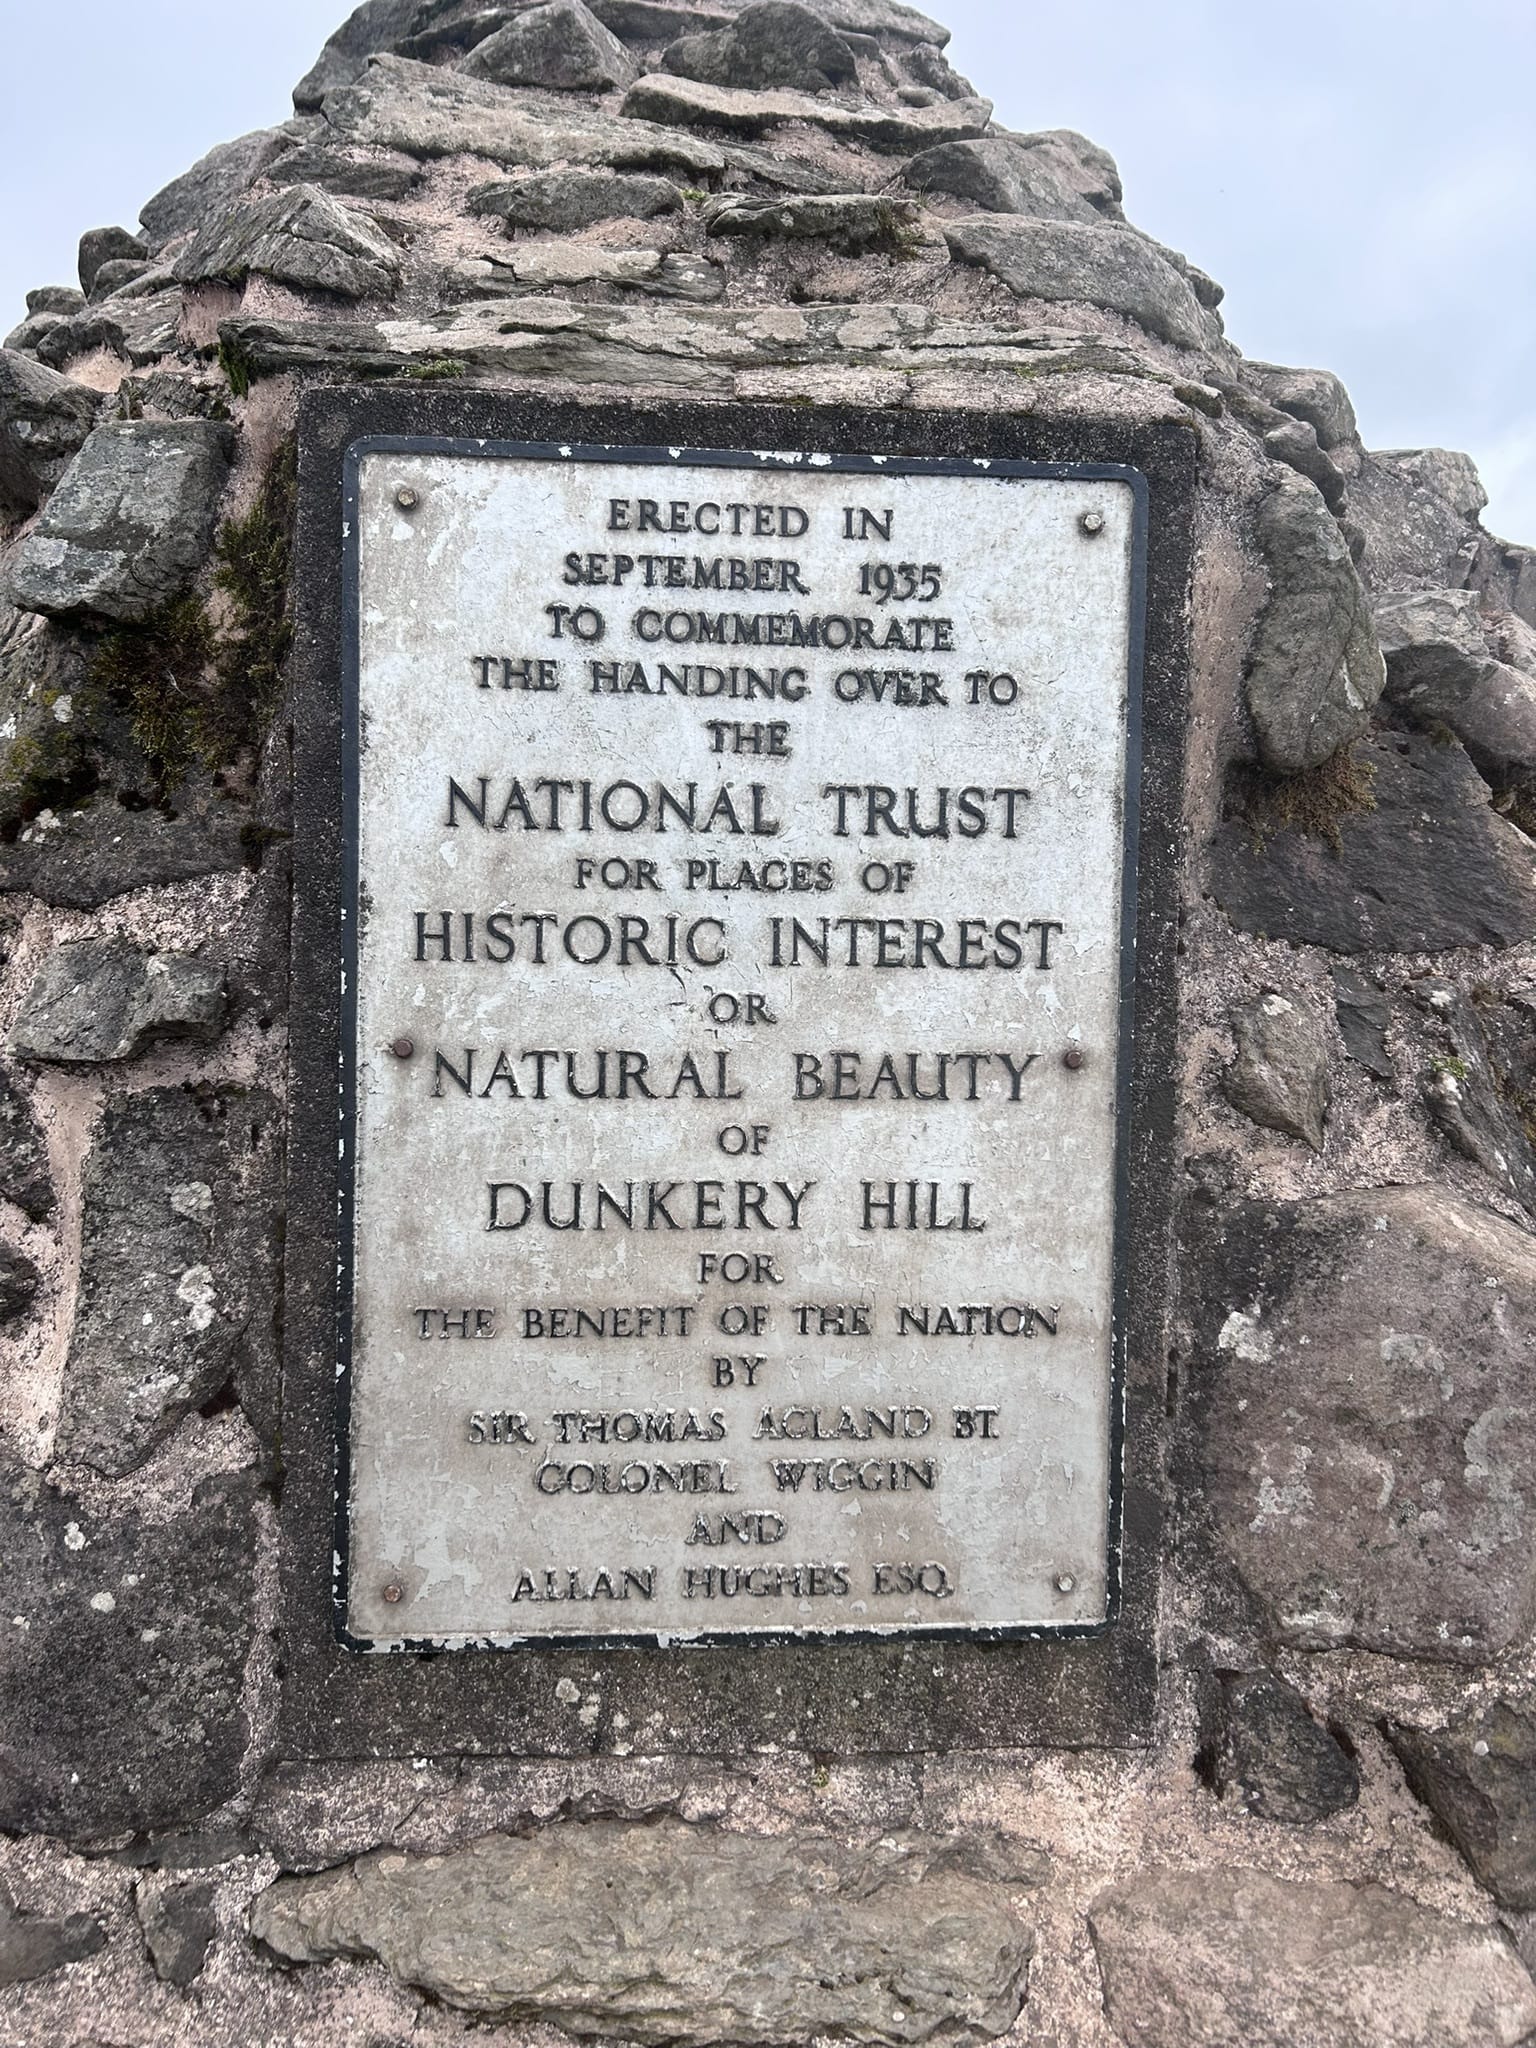 ERECTED IN
SEPTEMBER 1935
TO COMMEMORATE
THE HANDING OVER TO
THE
NATIONAL TRUST
FOR PLACES OF
HISTORIC INTEREST
OR
NATURAL BEAUTY
OF
DUNKERY HILL
FOR
THE BENEFIT OF THE NATION
BY
SIR THOMAS ACLAND BT.
COLONEL WIGGIN
AND
ALLAN HUGHES ESQ.